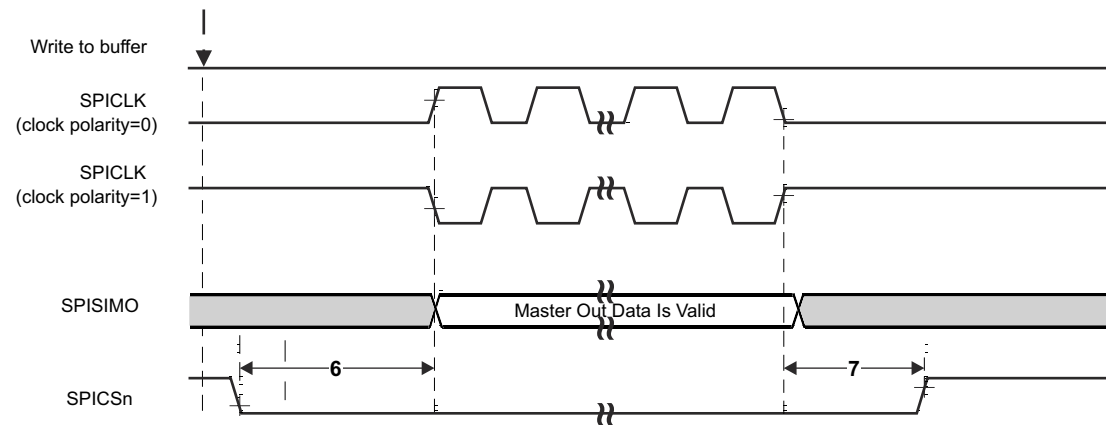 Write to buffer
SPICLK
(clock polarity=0)
SPICLK
(clock polarity=1)
SPISIMO
Master Out Data Is Valid
6
7
SPICSn